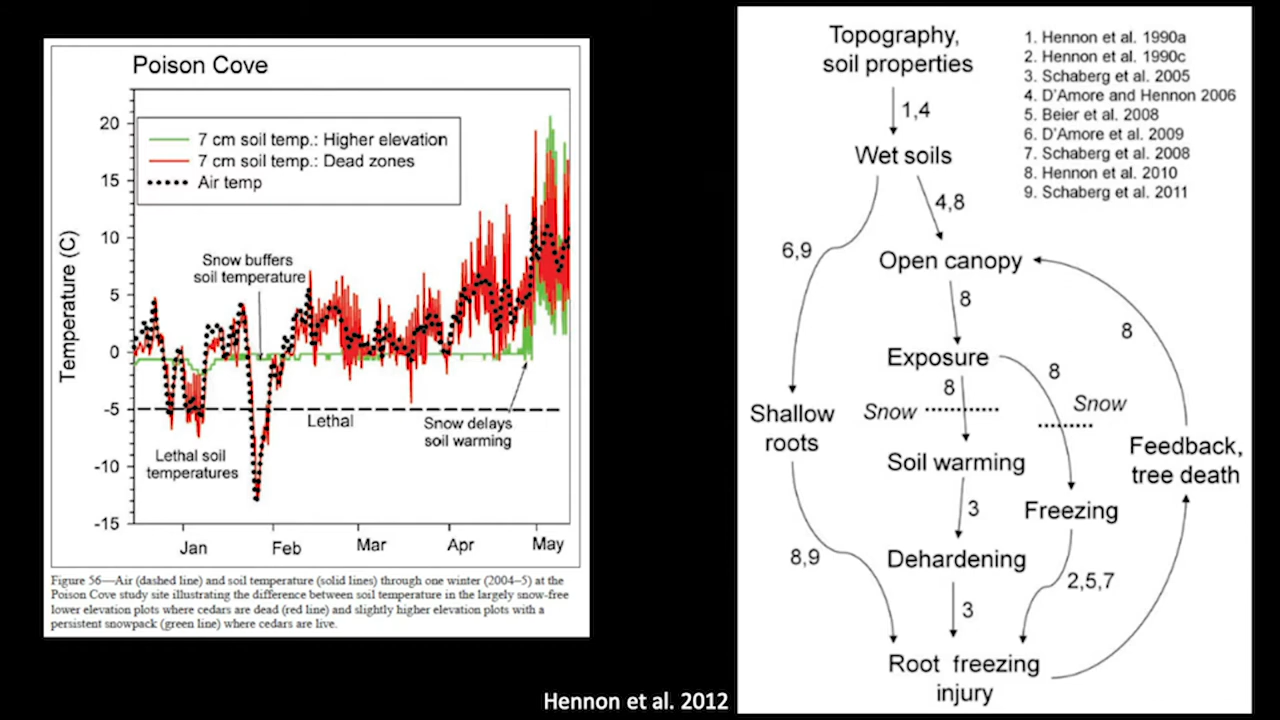 Poison Cove
7 cm soil temp.: Higher elevation
7 cm soil temp.: Dead zones
Air temp
Temperature (C)
20
15
10
5
0
-5
-10
-15
Snow buffers
soil temperature
Lethal
Lethal soil
temperatures
Snow delays
soil warming
Jan
Feb
Mar
Apr
May
Figure 56—Air (dashed line) and soil temperature (solid lines) through one winter (2004–5) at the
Poison Cove study site illustrating the difference between soil temperature in the largely snow-free
lower elevation plots where cedars are dead (red line) and slightly higher elevation plots with a
persistent snowpack (green line) where cedars are live.
Hennon et al. 2012
Topography,
soil properties
1. Hennon et al. 1990a
2. Hennon et al. 1990c
3. Schaberg et al. 2005
4. D'Amore and Hennon 2006
5. Beier et al. 2008
6. D'Amore et al. 2009
7. Schaberg et al. 2008
8. Hennon et al. 2010
9. Schaberg et al. 2011
1,4
Wet soils
4,8
6,9
Open canopy
8
8
Exposure
8
8
Snow
Snow
Shallow
roots
Soil warming
Feedback,
tree death
3
Freezing
Dehardening
8,9
2,5,7
3
Root freezing
injury